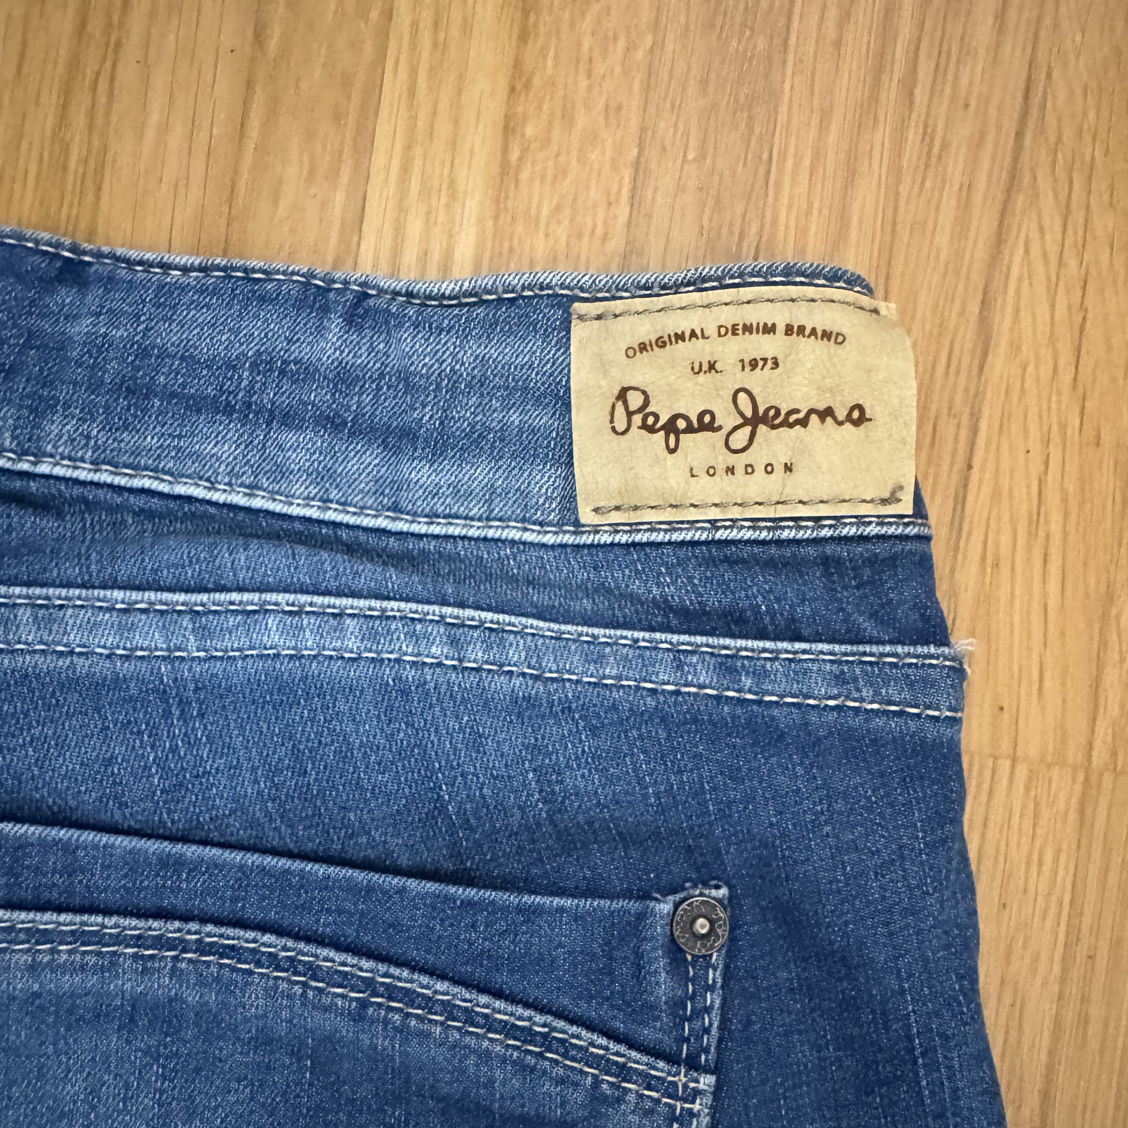 ORIGINAL DENIM BRAND
U.K. 1973
Pepe Jeans
LONDON